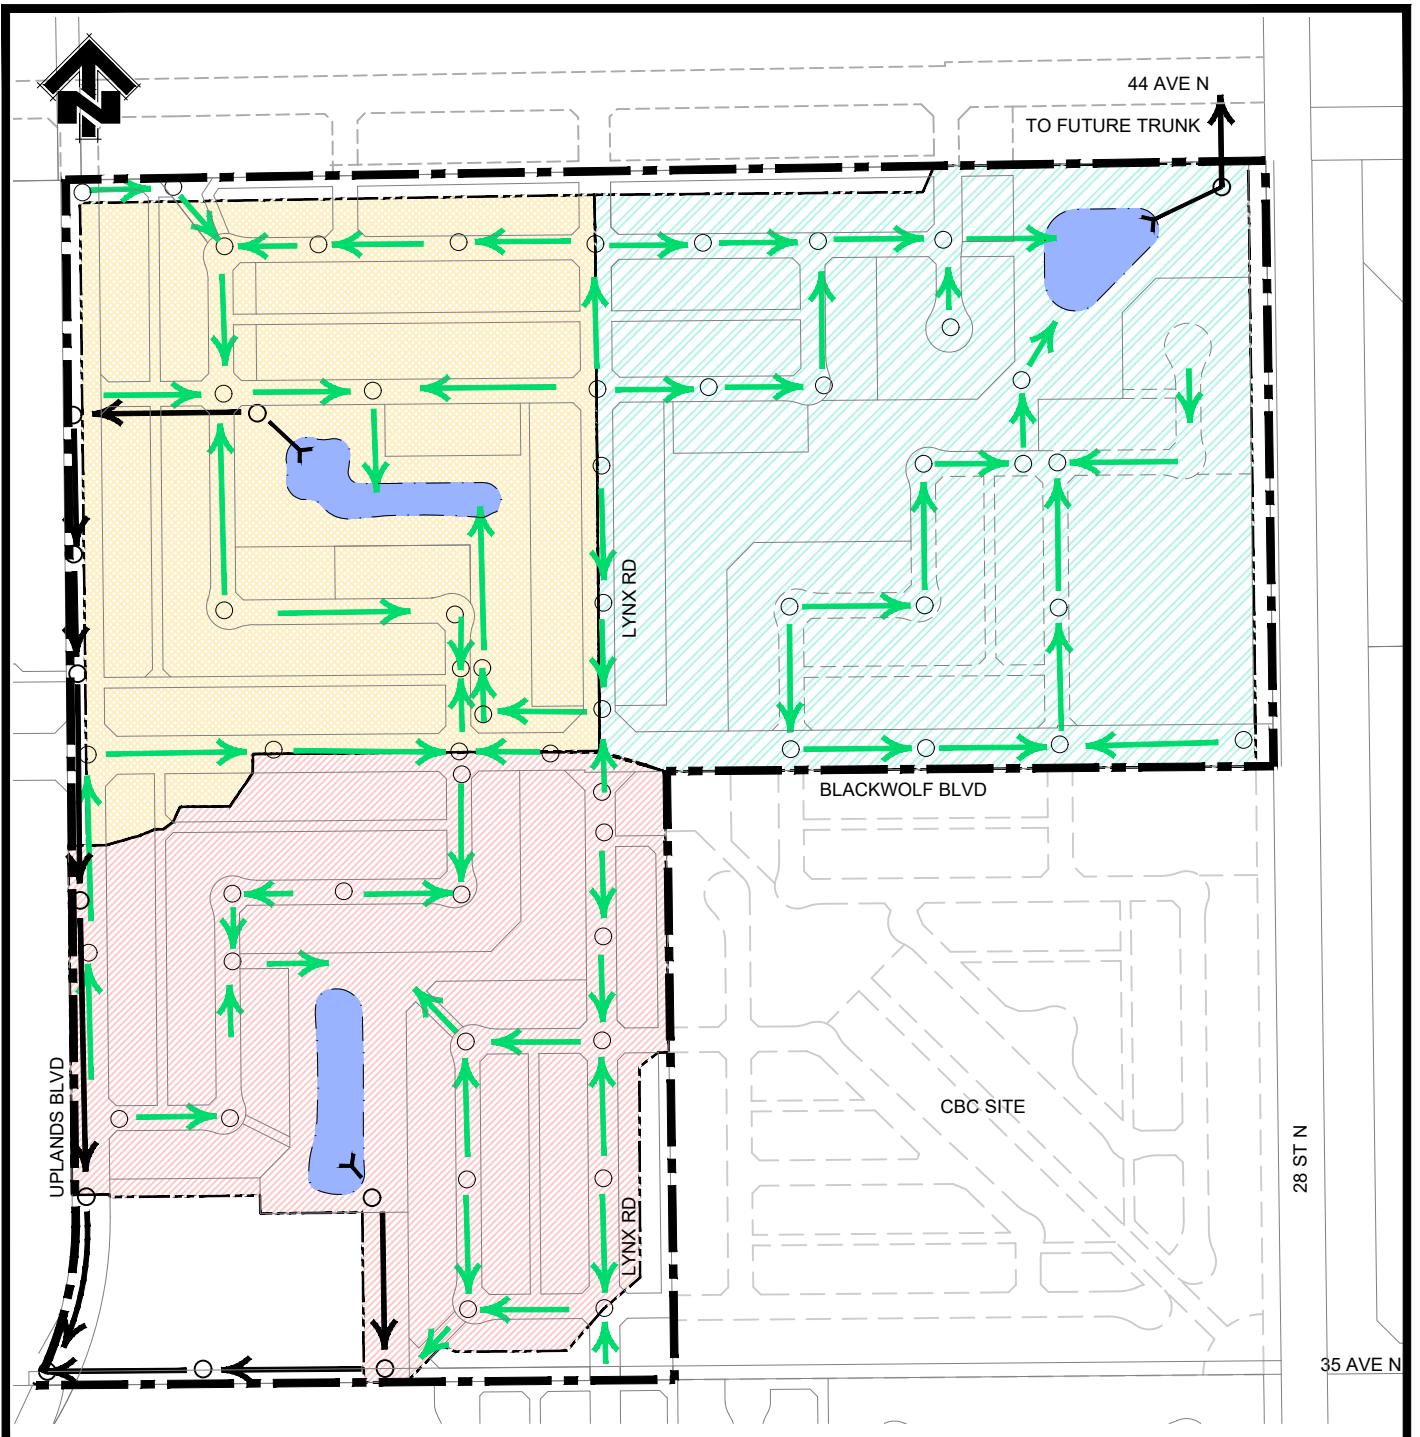 44 AVE N
TO FUTURE TRUNK
N
LYNX RD
BLACKWOLF BLVD
UPLANDS BLVD
CBC SITE
28 ST N
LYNX RD
35 AVE N